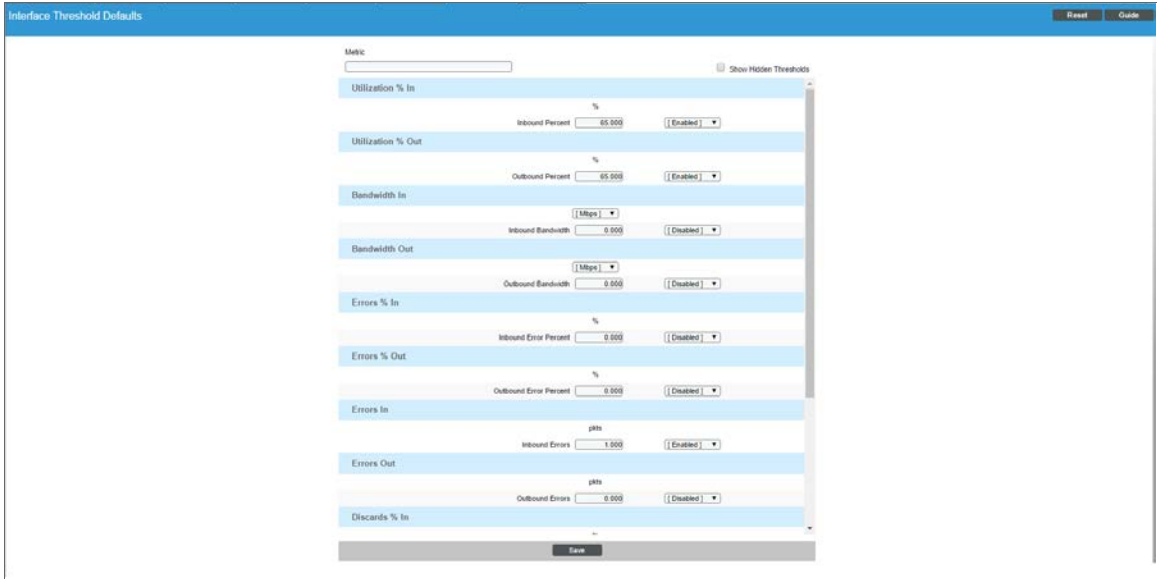 Interface Threshold Defaults
Reset
Guide
Metric
Show Hidden Thresholds
Utilization % In
%
Inbound Percent 65.000 [ Enabled ]
Utilization % Out
%
Outbound Percent 65.000 [ Enabled ]
Bandwidth In
[ Mbps ]
Inbound Bandwidth 0.000 [ Disabled ]
Bandwidth Out
[ Mbps ]
Outbound Bandwidth 0.000 [ Disabled ]
Errors % In
%
Inbound Error Percent 0.000 [ Disabled ]
Errors % Out
%
Outbound Error Percent 0.000 [ Disabled ]
Errors In
pkts
Inbound Errors 1.000 [ Enabled ]
Errors Out
pkts
Outbound Errors 0.000 [ Disabled ]
Discards % In
Save